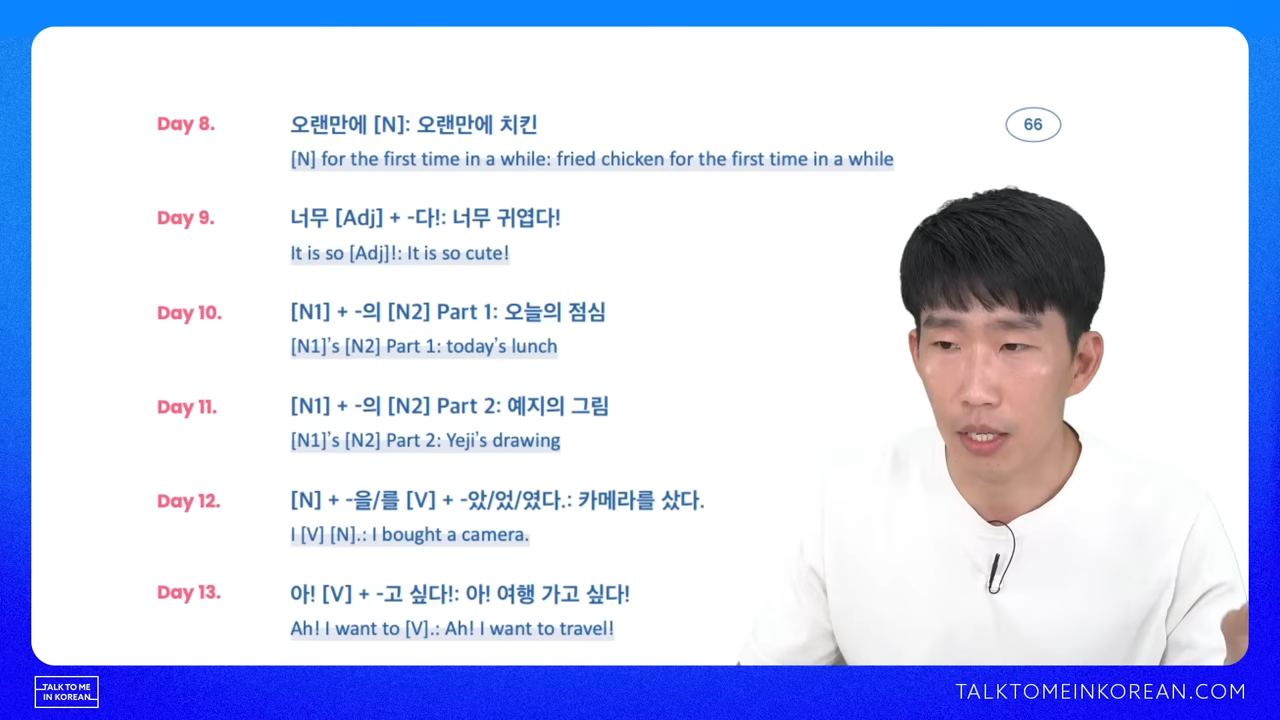 Day 8. 오랜만에 [N]: 오랜만에 치킨 66
[N] for the first time in a while: fried chicken for the first time in a while
Day 9. 너무 [Adj] + -다!: 너무 귀엽다!
It is so [Adj]!: It is so cute!
Day 10. [N1] + -의 [N2] Part 1: 오늘의 점심
[N1]’s [N2] Part 1: today’s lunch
Day 11. [N1] + -의 [N2] Part 2: 예지의 그림
[N1]’s [N2] Part 2: Yeji’s drawing
Day 12. [N] + -을/를 [V] + -았/었/였다.: 카메라를 샀다.
I [V] [N].: I bought a camera.
Day 13. 아! [V] + -고 싶다!: 아! 여행 가고 싶다!
Ah! I want to [V].: Ah! I want to travel!
TALK TO ME
IN KOREAN
TALKTOMEINKOREAN.COM